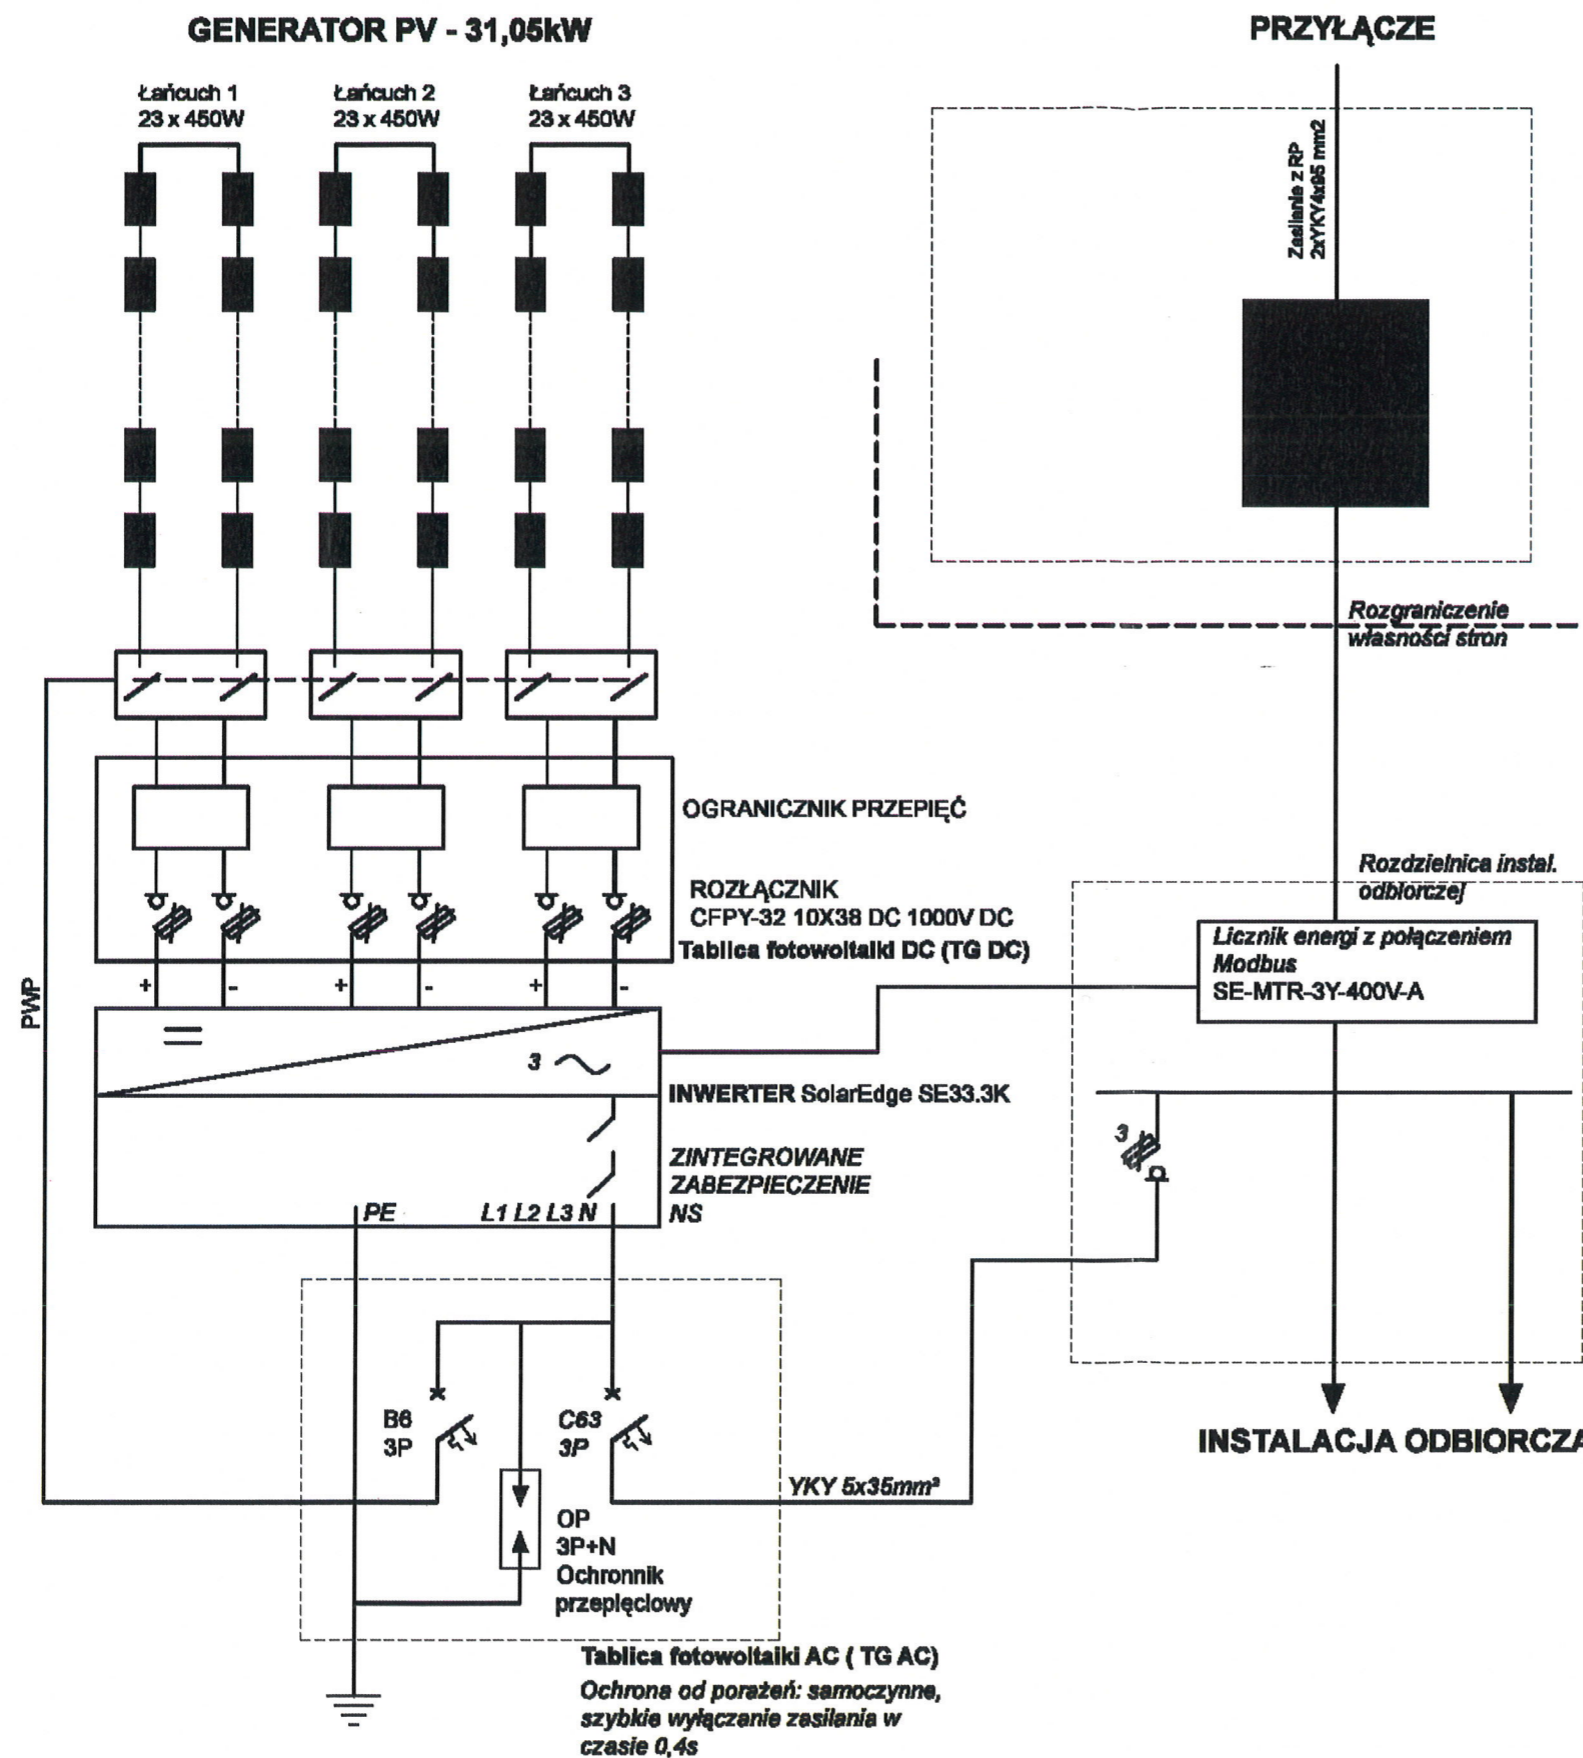 GENERATOR PV - 31,05kW
PRZYŁĄCZE
Łańcuch 1
23 x 450W
Łańcuch 2
23 x 450W
Łańcuch 3
23 x 450W
Zasilanie z RP
2xYKY4x95 mm2
Rozgraniczenie
własności stron
OGRANICZNIK PRZEPIĘĆ
ROZŁĄCZNIK
CFPY-32 10X38 DC 1000V DC
Tablica fotowoltaiki DC (TG DC)
Rozdzielnica instal.
odbiorczej
Licznik energi z połączeniem
Modbus
SE-MTR-3Y-400V-A
PWP
+ - + - + -
3
INWERTER SolarEdge SE33.3K
ZINTEGROWANE
ZABEZPIECZENIE
NS
PE
L1 L2 L3 N
3
B6
3P
C63
3P
YKY 5x35mm²
INSTALACJA ODBIORCZA
OP
3P+N
Ochronnik
przepięciowy
Tablica fotowoltaiki AC ( TG AC)
Ochrona od porażeń: samoczynne,
szybkie wyłączanie zasilania w
czasie 0,4s